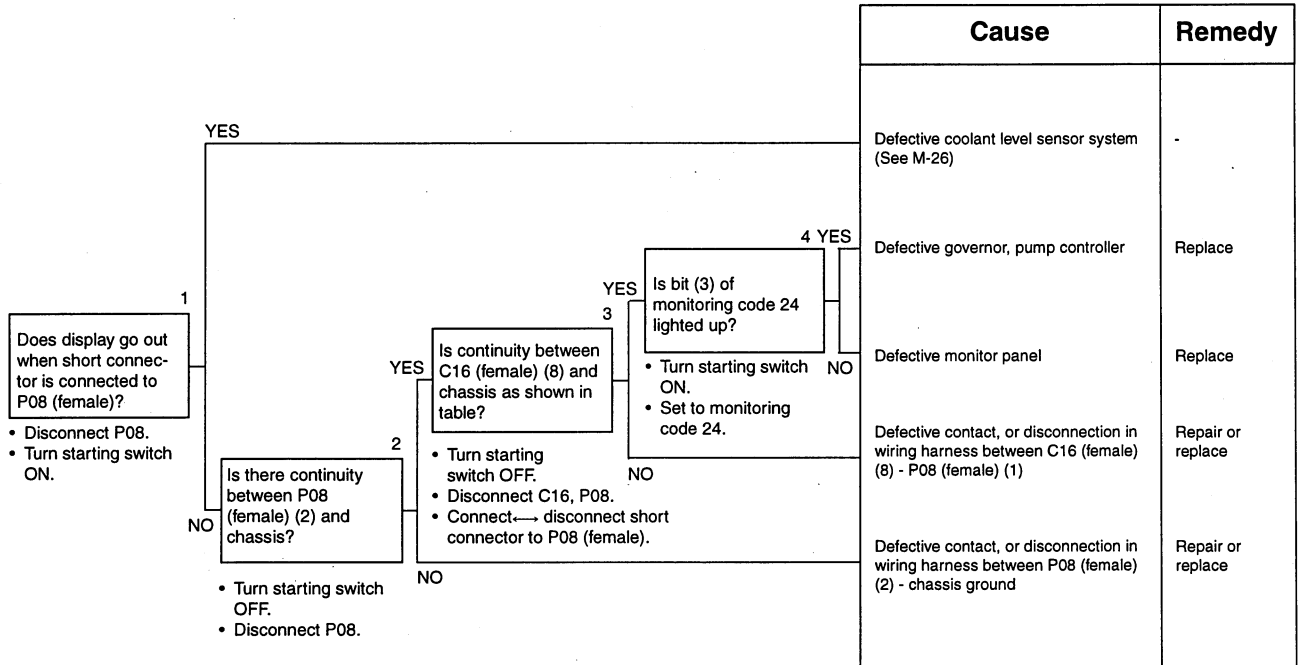 Cause
Remedy
YES
Defective coolant level sensor system
(See M-26)
-
4 YES
Defective governor, pump controller
Replace
YES
Is bit (3) of
monitoring code 24
lighted up?
1
3
Does display go out
when short connec-
tor is connected to
P08 (female)?
YES
Is continuity between
C16 (female) (8) and
chassis as shown in
table?
• Turn starting switch
ON.
• Set to monitoring
code 24.
NO
Defective monitor panel
Replace
• Disconnect P08.
• Turn starting switch
ON.
2
Defective contact, or disconnection in
wiring harness between C16 (female)
(8) - P08 (female) (1)
Repair or
replace
NO
Is there continuity
between P08
(female) (2) and
chassis?
• Turn starting
switch OFF.
• Disconnect C16, P08.
• Connect⟷ disconnect short
connector to P08 (female).
NO
NO
Defective contact, or disconnection in
wiring harness between P08 (female)
(2) - chassis ground
Repair or
replace
• Turn starting switch
OFF.
• Disconnect P08.